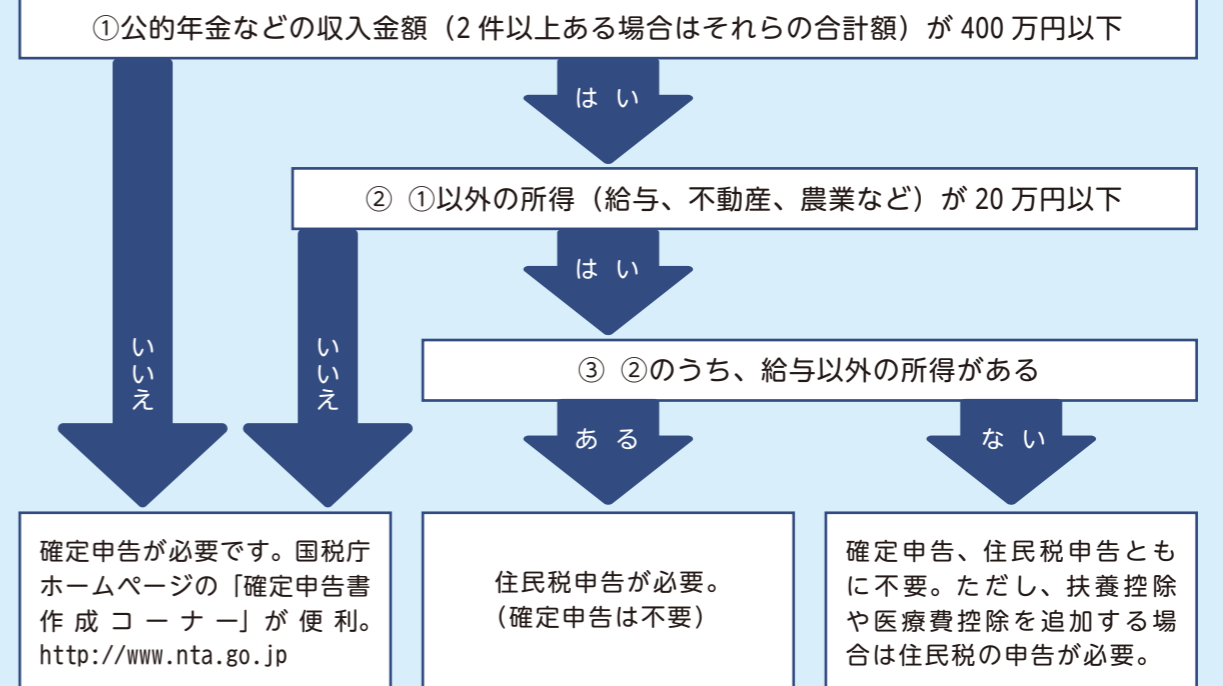 ①公的年金などの収入金額（2 件以上ある場合はそれらの合計額）が 400 万円以下
はい
② ①以外の所得（給与、不動産、農業など）が 20 万円以下
はい
いいえ
いいえ
③ ②のうち、給与以外の所得がある
ある
ない
確定申告が必要です。国税庁
ホームページの「確定申告書
作成コーナー」が便利。
http://www.nta.go.jp
住民税申告が必要。
（確定申告は不要）
確定申告、住民税申告とも
に不要。ただし、扶養控除
や医療費控除を追加する場
合は住民税の申告が必要。